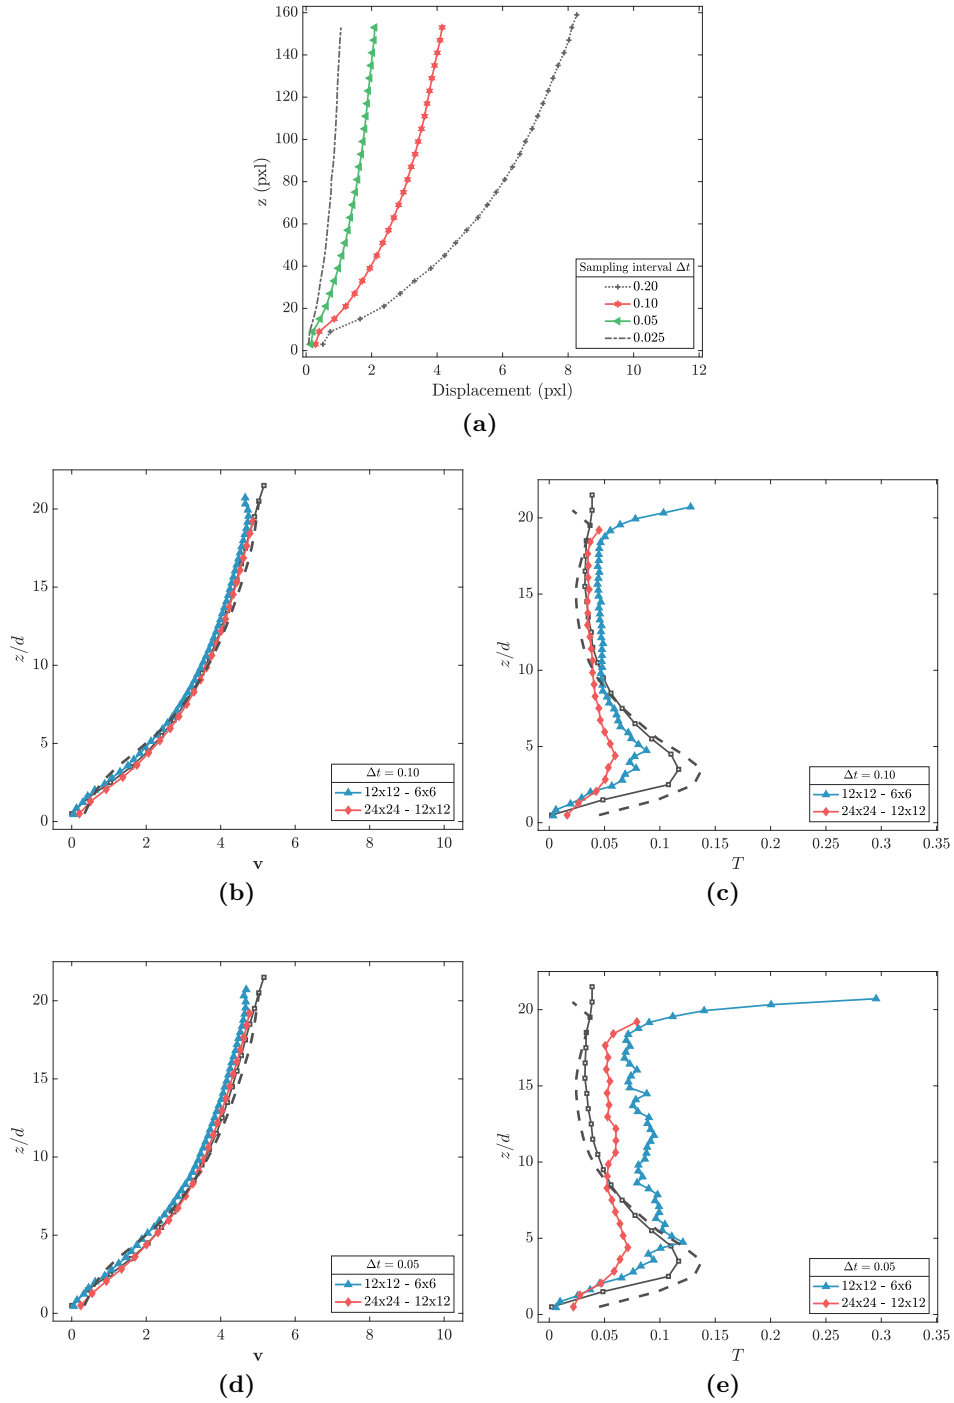 160
140
120
100
80
60
40
20
0
z (pxl)
Sampling interval Δt
0.20
0.10
0.05
0.025
0 2 4 6 8 10 12
Displacement (pxl)
(a)
20
15
10
5
0
z/d
Δt = 0.10
12x12 - 6x6
24x24 - 12x12
0 2 4 6 8 10
v
(b)
20
15
10
5
0
z/d
Δt = 0.10
12x12 - 6x6
24x24 - 12x12
0 0.05 0.1 0.15 0.2 0.25 0.3 0.35
T
(c)
20
15
10
5
0
z/d
Δt = 0.05
12x12 - 6x6
24x24 - 12x12
0 2 4 6 8 10
v
(d)
20
15
10
5
0
z/d
Δt = 0.05
12x12 - 6x6
24x24 - 12x12
0 0.05 0.1 0.15 0.2 0.25 0.3 0.35
T
(e)